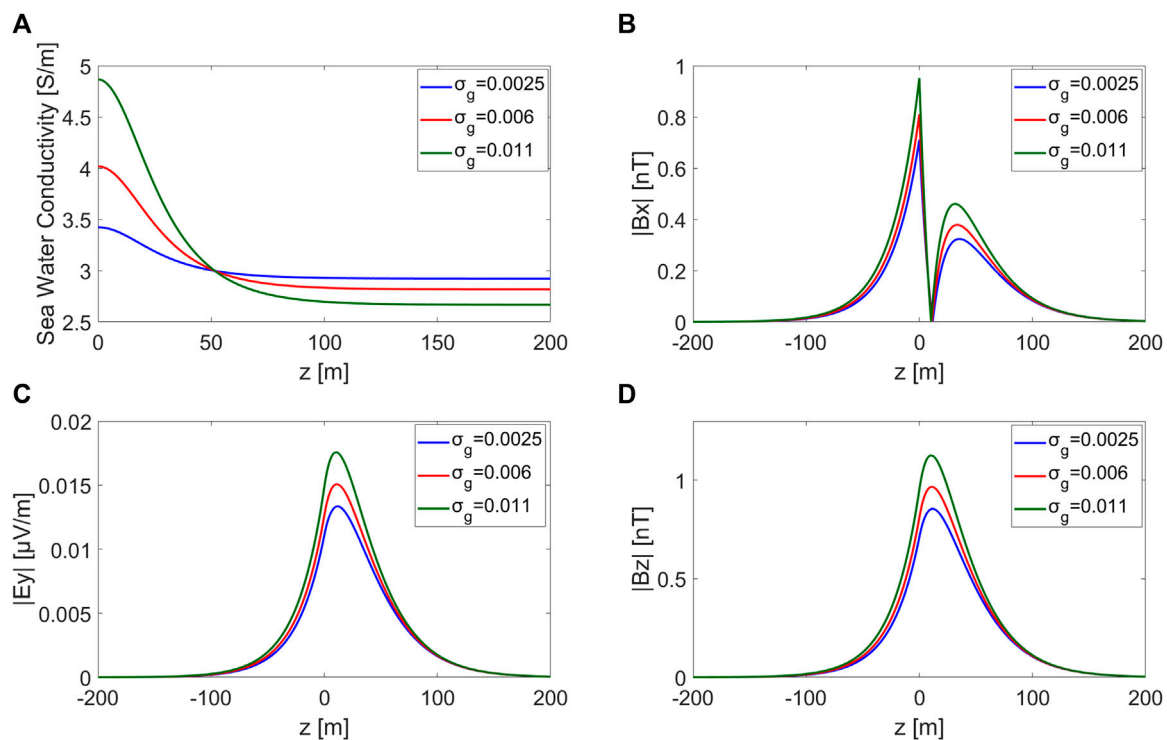 A
Sea Water Conductivity [S/m]
5
4.5
4
3.5
3
2.5
0
50
100
150
200
z [m]
σg=0.0025
σg=0.006
σg=0.011
B
|Bx| [nT]
1
0.8
0.6
0.4
0.2
0
-200
-100
0
100
200
z [m]
σg=0.0025
σg=0.006
σg=0.011
C
|Ey| [μV/m]
0.02
0.015
0.01
0.005
0
-200
-100
0
100
200
z [m]
σg=0.0025
σg=0.006
σg=0.011
D
|Bz| [nT]
1
0.5
0
-200
-100
0
100
200
z [m]
σg=0.0025
σg=0.006
σg=0.011